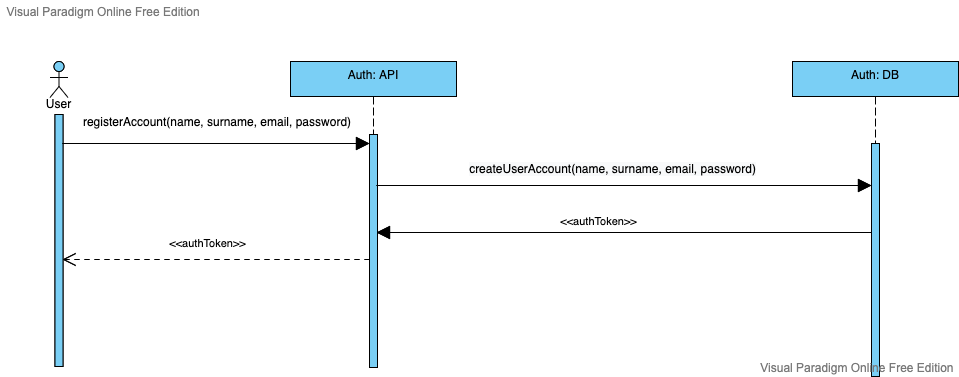 Visual Paradigm Online Free Edition
Auth: API
Auth: DB
User
registerAccount(name, surname, email, password)
createUserAccount(name, surname, email, password)
<<authToken>>
<<authToken>>
Visual Paradigm Online Free Edition